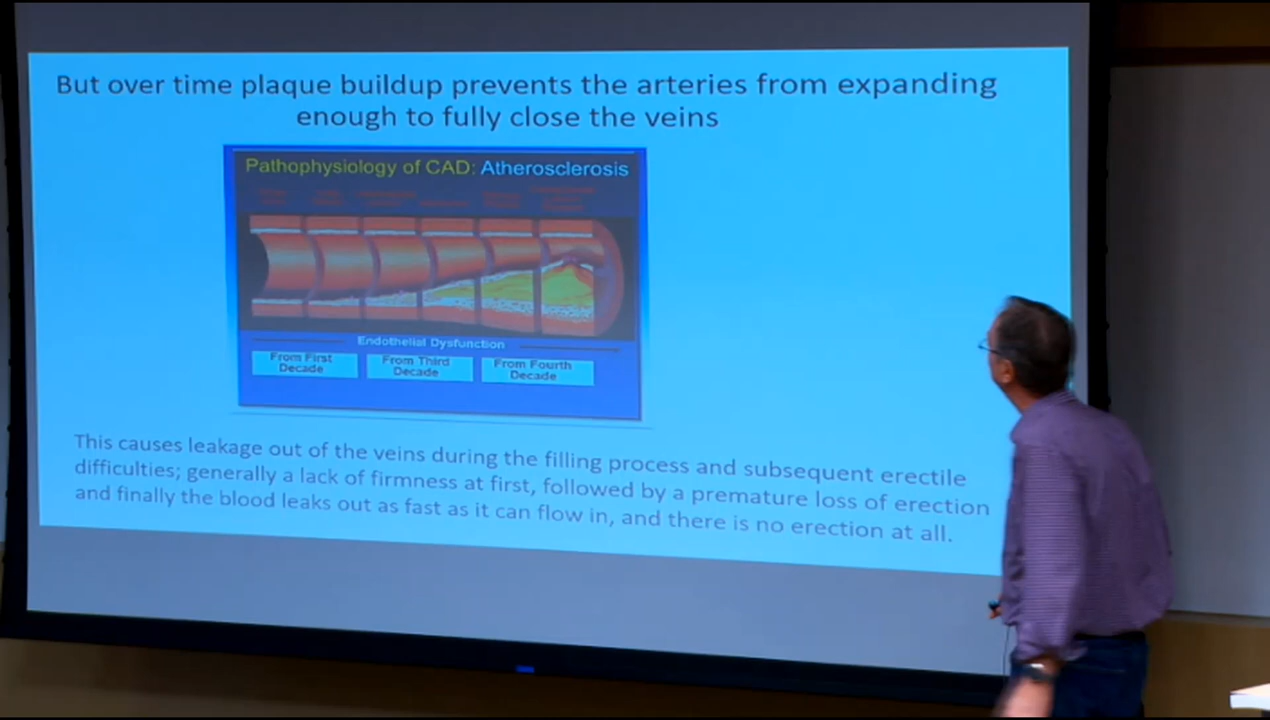 But over time plaque buildup prevents the arteries from expanding
enough to fully close the veins
Pathophysiology of CAD: Atherosclerosis
Endothelial Dysfunction
From First
Decade
From Third
Decade
From Fourth
Decade
This causes leakage out of the veins during the filling process and subsequent erectile
difficulties; generally a lack of firmness at first, followed by a premature loss of erection
and finally the blood leaks out as fast as it can flow in, and there is no erection at all.